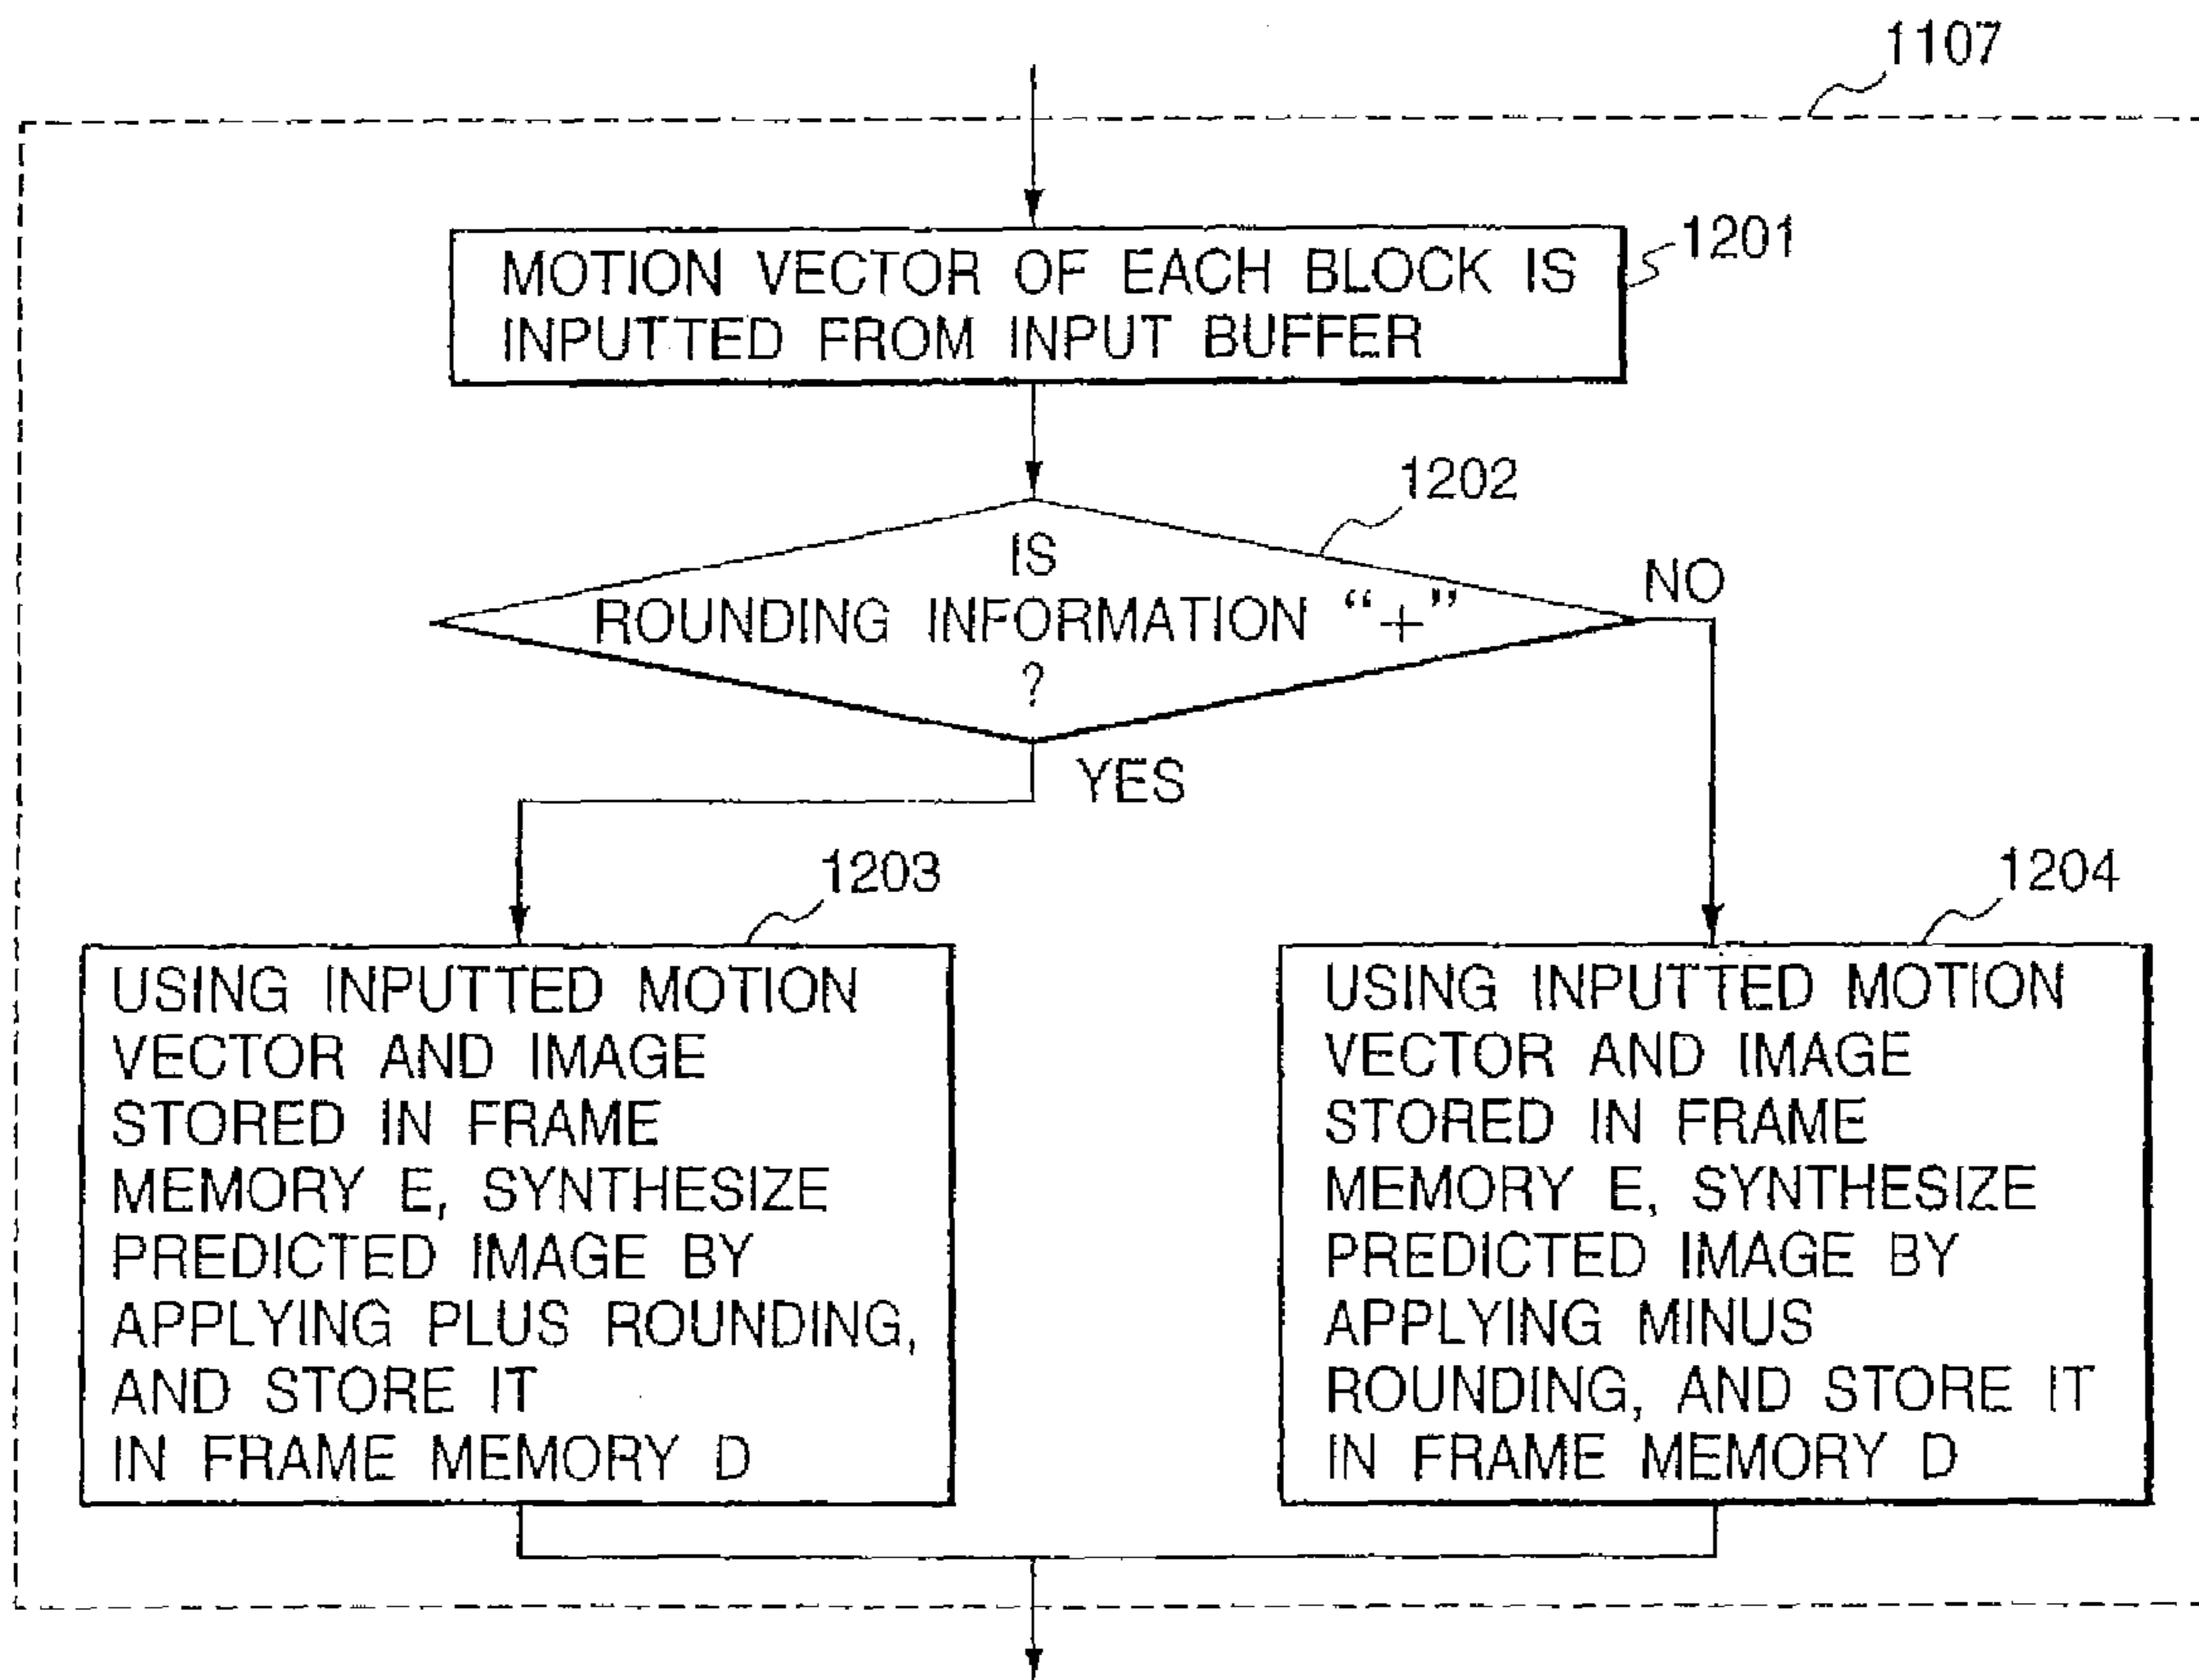 1107
MOTION VECTOR OF EACH BLOCK IS
INPUTTED FROM INPUT BUFFER
1201
1202
IS
ROUNDING INFORMATION “+”
?
NO
YES
1203
USING INPUTTED MOTION
VECTOR AND IMAGE
STORED IN FRAME
MEMORY E, SYNTHESIZE
PREDICTED IMAGE BY
APPLYING PLUS ROUNDING,
AND STORE IT
IN FRAME MEMORY D
1204
USING INPUTTED MOTION
VECTOR AND IMAGE
STORED IN FRAME
MEMORY E, SYNTHESIZE
PREDICTED IMAGE BY
APPLYING MINUS
ROUNDING, AND STORE IT
IN FRAME MEMORY D